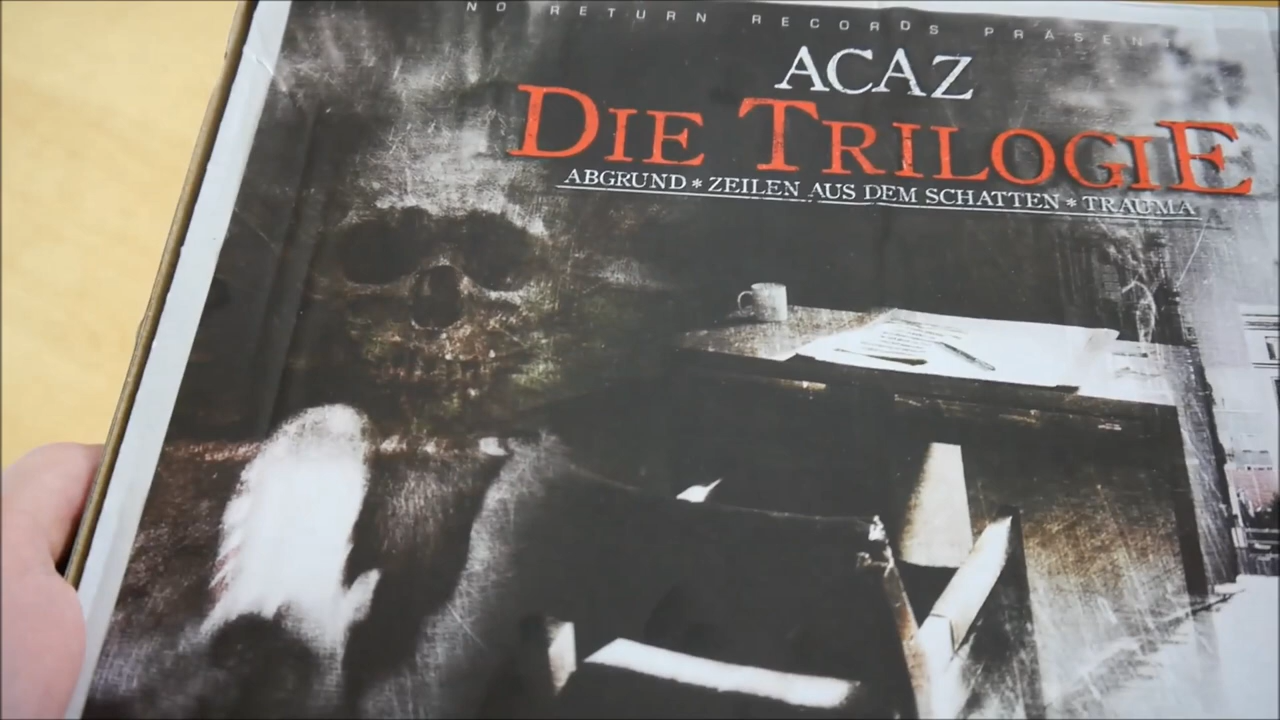 NO RETURN RECORDS PRÄSENT
ACAZ
DIE TRILOGIE
ABGRUND * ZEILEN AUS DEM SCHATTEN * TRAUMA